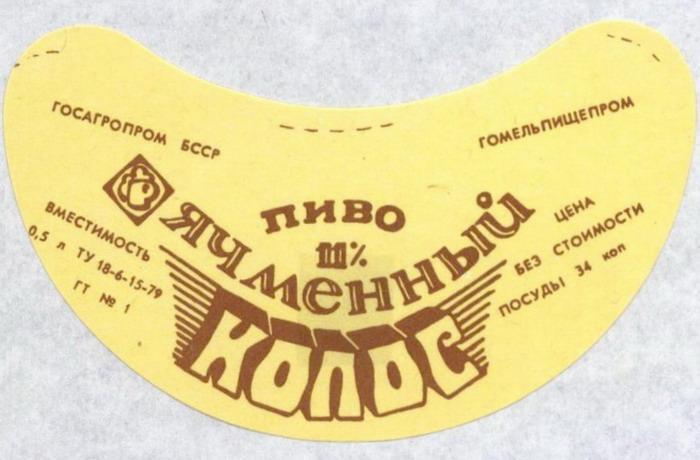 ГОСАГРОПРОМ БССР
ГОМЕЛЬПИЩЕПРОМ
ВМЕСТИМОСТЬ
0,5 л ТУ 18-6-15-79
ГТ № 1
ПИВО
11%
ЯЧМЕННЫЙ
КОЛОС
ЦЕНА
БЕЗ СТОИМОСТИ
ПОСУДЫ 34 коп